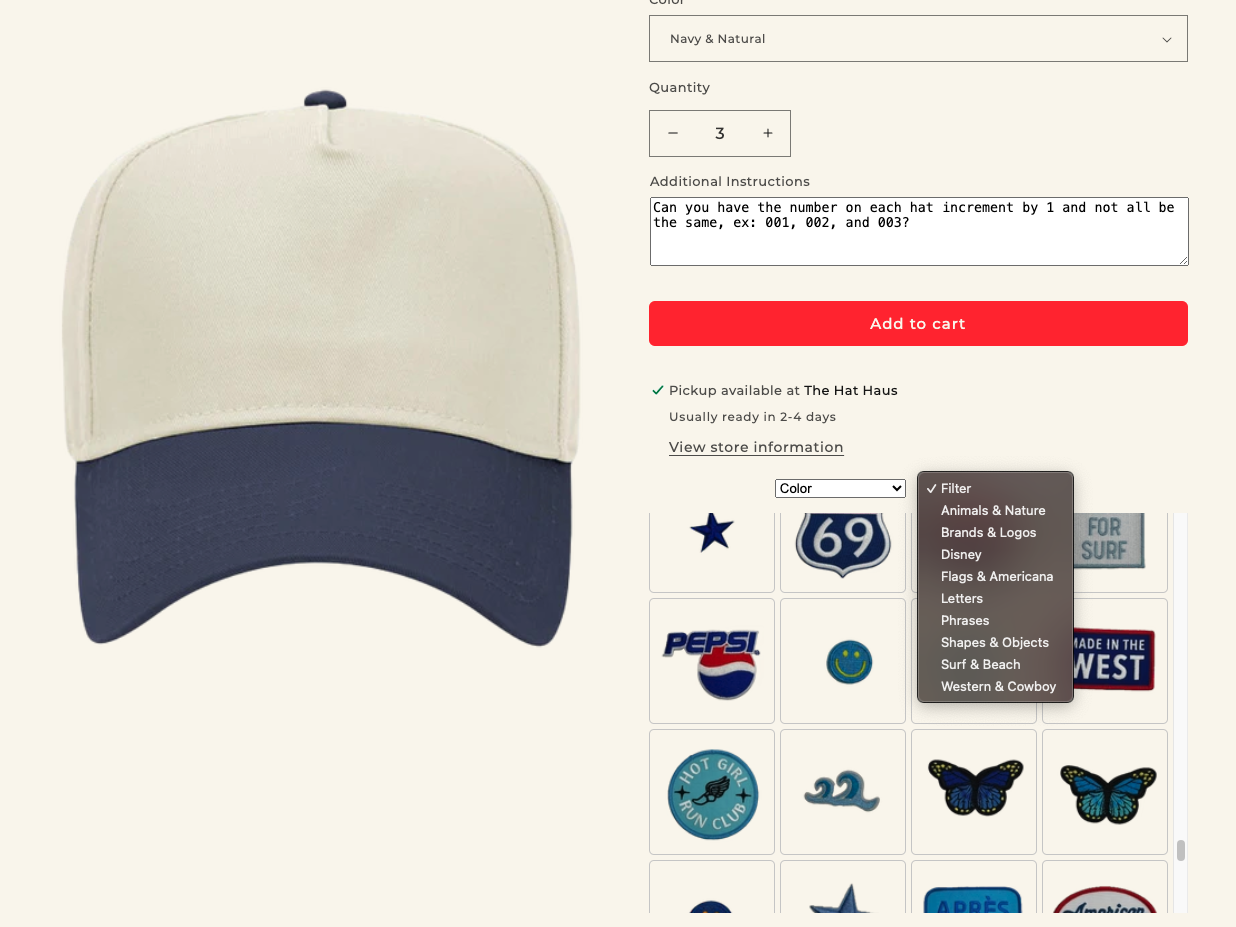 Color
Navy & Natural
Quantity
− 3 +
Additional Instructions
Can you have the number on each hat increment by 1 and not all be
the same, ex: 001, 002, and 003?
Add to cart
Pickup available at The Hat Haus
Usually ready in 2-4 days
View store information
Color
Filter
Animals & Nature
Brands & Logos
Disney
Flags & Americana
Letters
Phrases
Shapes & Objects
Surf & Beach
Western & Cowboy
69
FOR
SURF
PEPSI
MADE IN THE
WEST
HOT GIRL
RUN CLUB
APRÈS
American